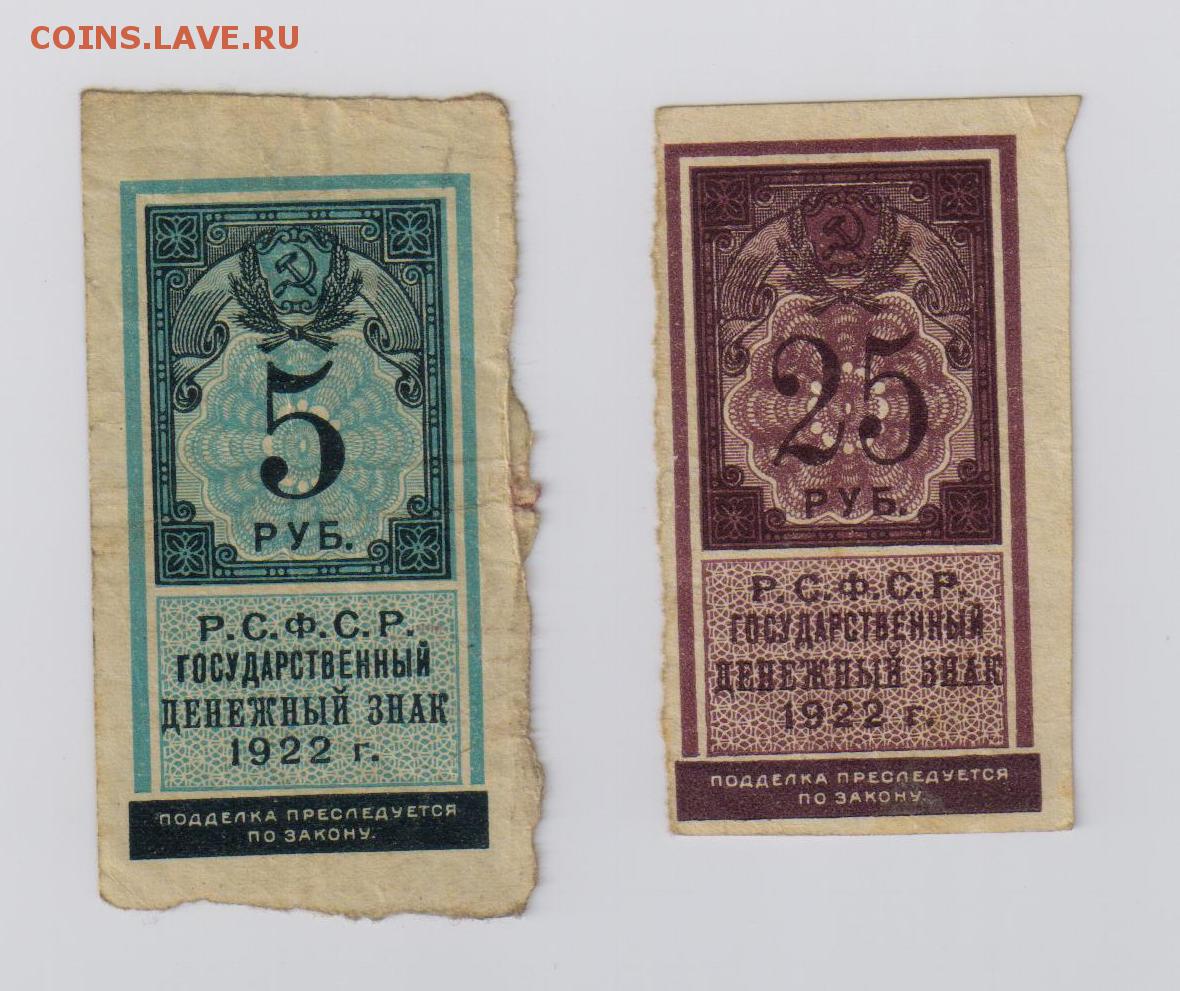 COINS.LAVE.RU
5
РУБ.
Р.С.Ф.С.Р.
ГОСУДАРСТВЕННЫЙ
ДЕНЕЖНЫЙ ЗНАК
1922 г.
ПОДДЕЛКА ПРЕСЛЕДУЕТСЯ
ПО ЗАКОНУ.
25
РУБ.
Р.С.Ф.С.Р.
ГОСУДАРСТВЕННЫЙ
ДЕНЕЖНЫЙ ЗНАК
1922 г.
ПОДДЕЛКА ПРЕСЛЕДУЕТСЯ
ПО ЗАКОНУ.